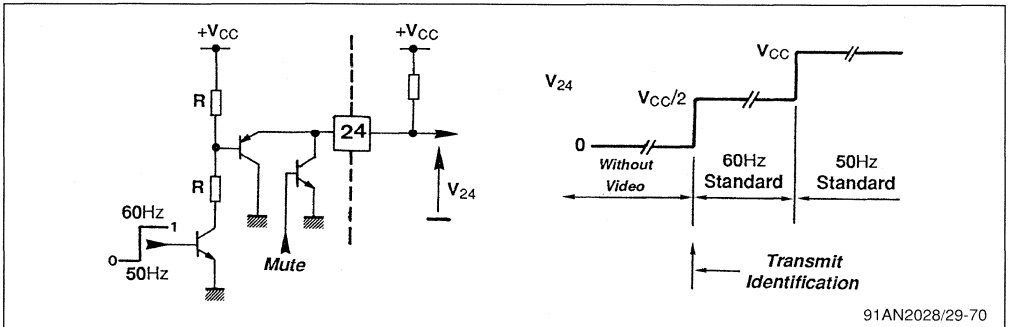 +VCC
R
R
60Hz
1
0
50Hz
Mute
24
+VCC
V24
V24
VCC
VCC/2
0
Without
Video
60Hz
Standard
50Hz
Standard
Transmit
Identification
91AN2028/29-70